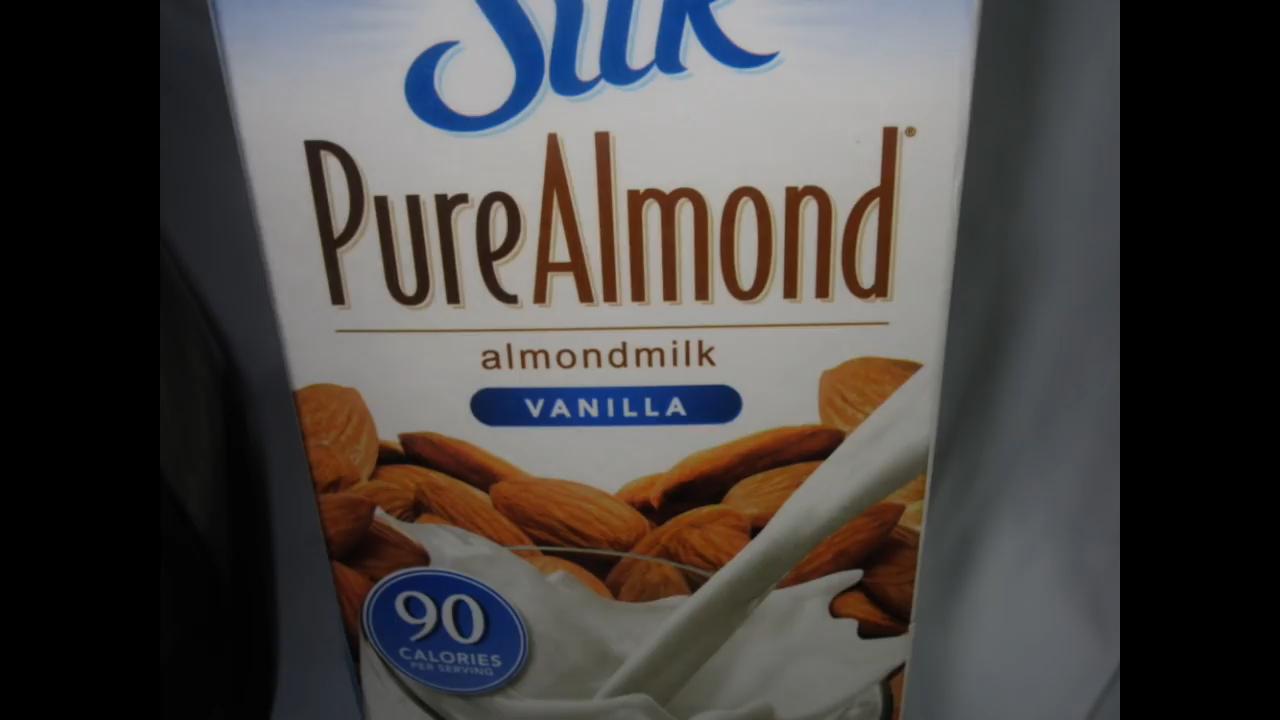 Silk
PureAlmond®
almondmilk
VANILLA
90
CALORIES
PER SERVING